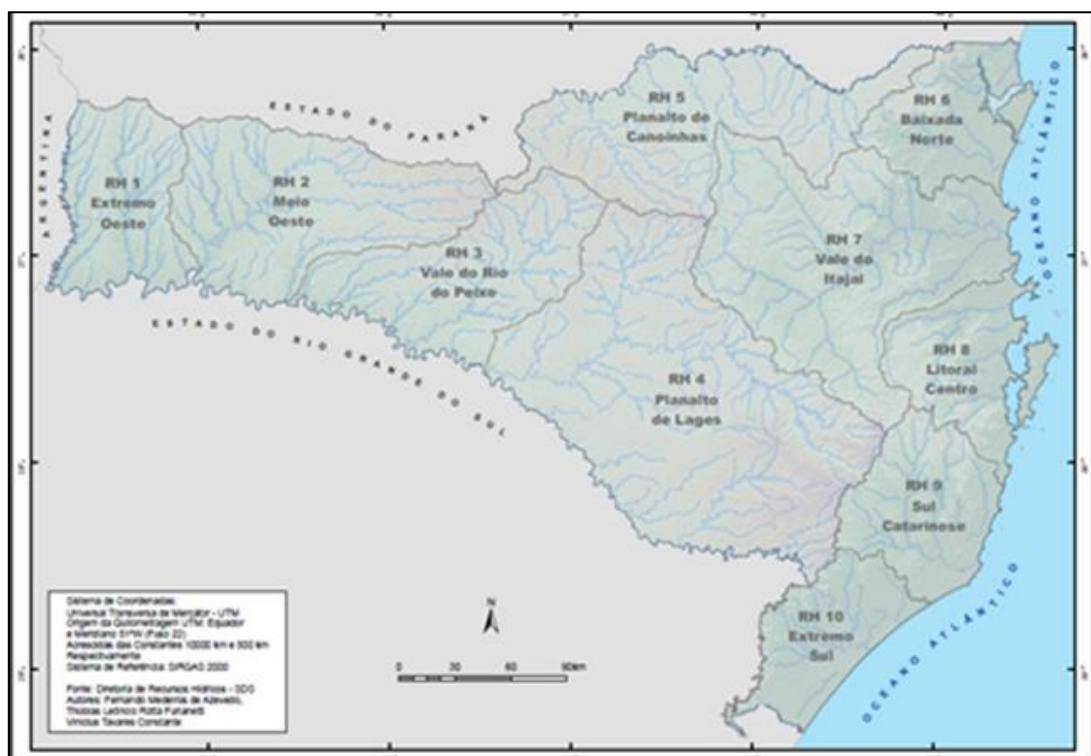 ESTADO DO PARANÁ
ARGENTINA
RH 1
Extremo
Oeste
RH 2
Meio
Oeste
RH 3
Vale do Rio
do Peixe
RH 4
Planalto
de Lages
RH 5
Planalto de
Canoinhas
RH 6
Baixada
Norte
RH 7
Vale do
Itajaí
RH 8
Litoral
Centro
RH 9
Sul
Catarinese
RH 10
Extremo
Sul
OCEANO ATLÂNTICO
OCEANO ATLÂNTICO
ESTADO DO RIO GRANDE DO SUL
N
0 30 60 90km
Sistema de Coordenadas:
Universal Transversa de Mercator - UTM
Origem da Quilometragem UTM: Equador
e Meridiano 51ºW (Fuso 22)
Acrescidas das Constantes 10000 km e 500 km
Respectivamente
Sistema de Referência: SIRGAS 2000
Fonte: Diretoria de Recursos Hídricos - SDS
Autores: Fernando Medeiros de Azevedo,
Rotta Furlanetti
Vinicius Tavares Constante